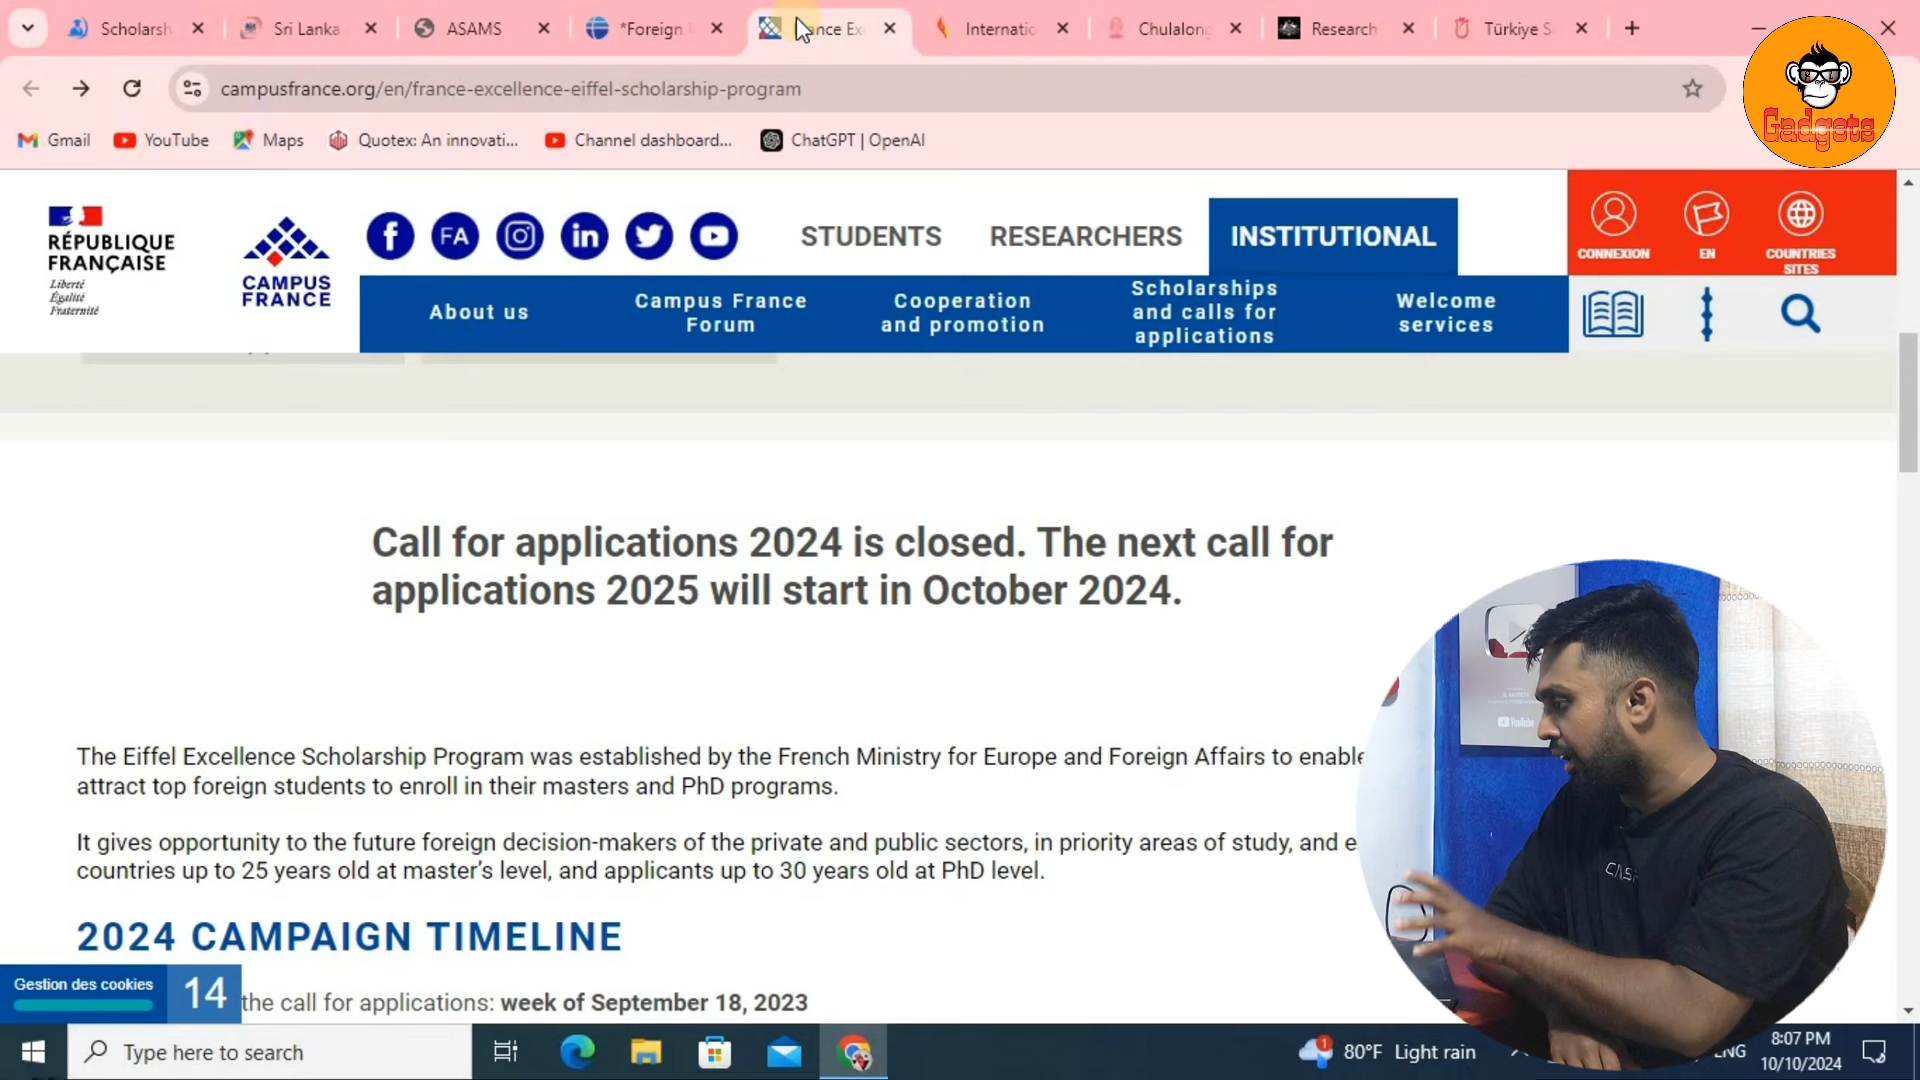 Scholarsh
Sri Lanka
ASAMS
*Foreign
ance Ex
Internatio
Chulalong
Research
Türkiye S
campusfrance.org/en/france-excellence-eiffel-scholarship-program
Gmail
YouTube
Maps
Quotex: An innovati...
Channel dashboard...
ChatGPT | OpenAI
Gadgets
RÉPUBLIQUE
FRANÇAISE
Liberté
Égalité
Fraternité
CAMPUS
FRANCE
FA
STUDENTS
RESEARCHERS
INSTITUTIONAL
CONNEXION
EN
COUNTRIES
SITES
About us
Campus France
Forum
Cooperation
and promotion
Scholarships
and calls for
applications
Welcome
services
Call for applications 2024 is closed. The next call for
applications 2025 will start in October 2024.
The Eiffel Excellence Scholarship Program was established by the French Ministry for Europe and Foreign Affairs to enable
attract top foreign students to enroll in their masters and PhD programs.
It gives opportunity to the future foreign decision-makers of the private and public sectors, in priority areas of study, and e
countries up to 25 years old at master's level, and applicants up to 30 years old at PhD level.
2024 CAMPAIGN TIMELINE
Gestion des cookies
14
the call for applications: week of September 18, 2023
YouTube
Type here to search
1
80°F Light rain
ENG
8:07 PM
10/10/2024